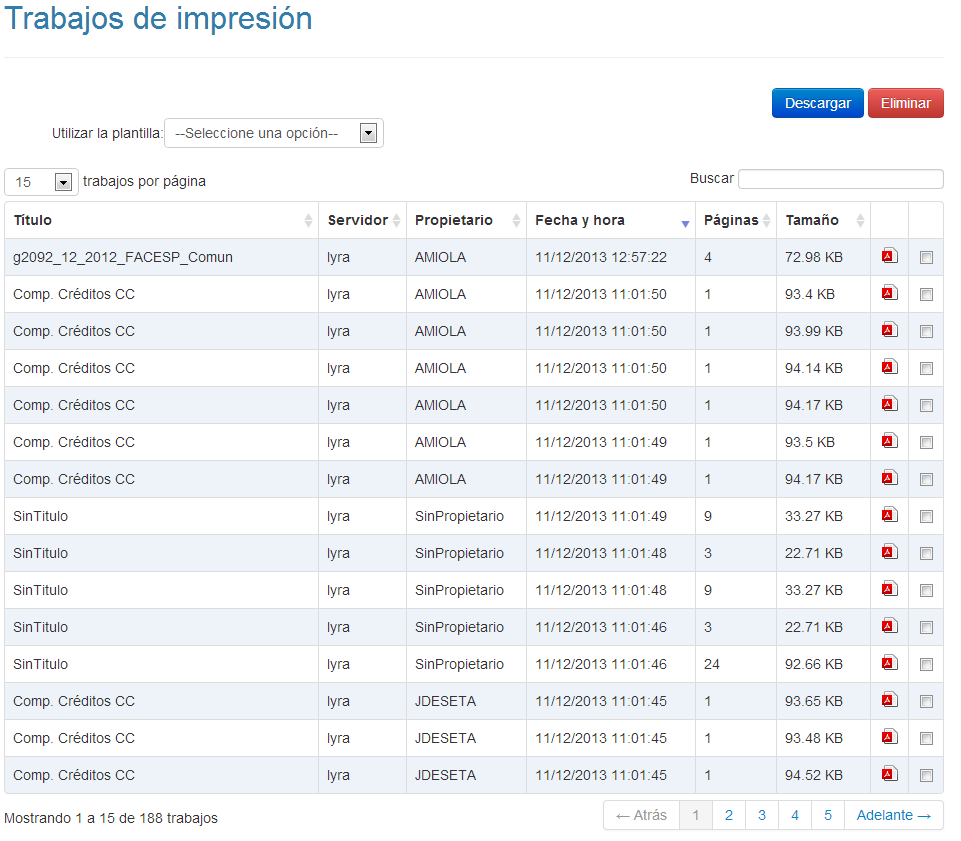 Trabajos de impresión
Descargar Eliminar
Utilizar la plantilla: --Seleccione una opción--
15 trabajos por página Buscar
Título Servidor Propietario Fecha y hora Páginas Tamaño
g2092_12_2012_FACESP_Comun lyra AMIOLA 11/12/2013 12:57:22 4 72.98 KB
Comp. Créditos CC lyra AMIOLA 11/12/2013 11:01:50 1 93.4 KB
Comp. Créditos CC lyra AMIOLA 11/12/2013 11:01:50 1 93.99 KB
Comp. Créditos CC lyra AMIOLA 11/12/2013 11:01:50 1 94.14 KB
Comp. Créditos CC lyra AMIOLA 11/12/2013 11:01:50 1 94.17 KB
Comp. Créditos CC lyra AMIOLA 11/12/2013 11:01:49 1 93.5 KB
Comp. Créditos CC lyra AMIOLA 11/12/2013 11:01:49 1 94.17 KB
SinTitulo lyra SinPropietario 11/12/2013 11:01:49 9 33.27 KB
SinTitulo lyra SinPropietario 11/12/2013 11:01:48 3 22.71 KB
SinTitulo lyra SinPropietario 11/12/2013 11:01:48 9 33.27 KB
SinTitulo lyra SinPropietario 11/12/2013 11:01:46 3 22.71 KB
SinTitulo lyra SinPropietario 11/12/2013 11:01:46 24 92.66 KB
Comp. Créditos CC lyra JDESETA 11/12/2013 11:01:45 1 93.65 KB
Comp. Créditos CC lyra JDESETA 11/12/2013 11:01:45 1 93.48 KB
Comp. Créditos CC lyra JDESETA 11/12/2013 11:01:45 1 94.52 KB
Mostrando 1 a 15 de 188 trabajos ← Atrás 1 2 3 4 5 Adelante →